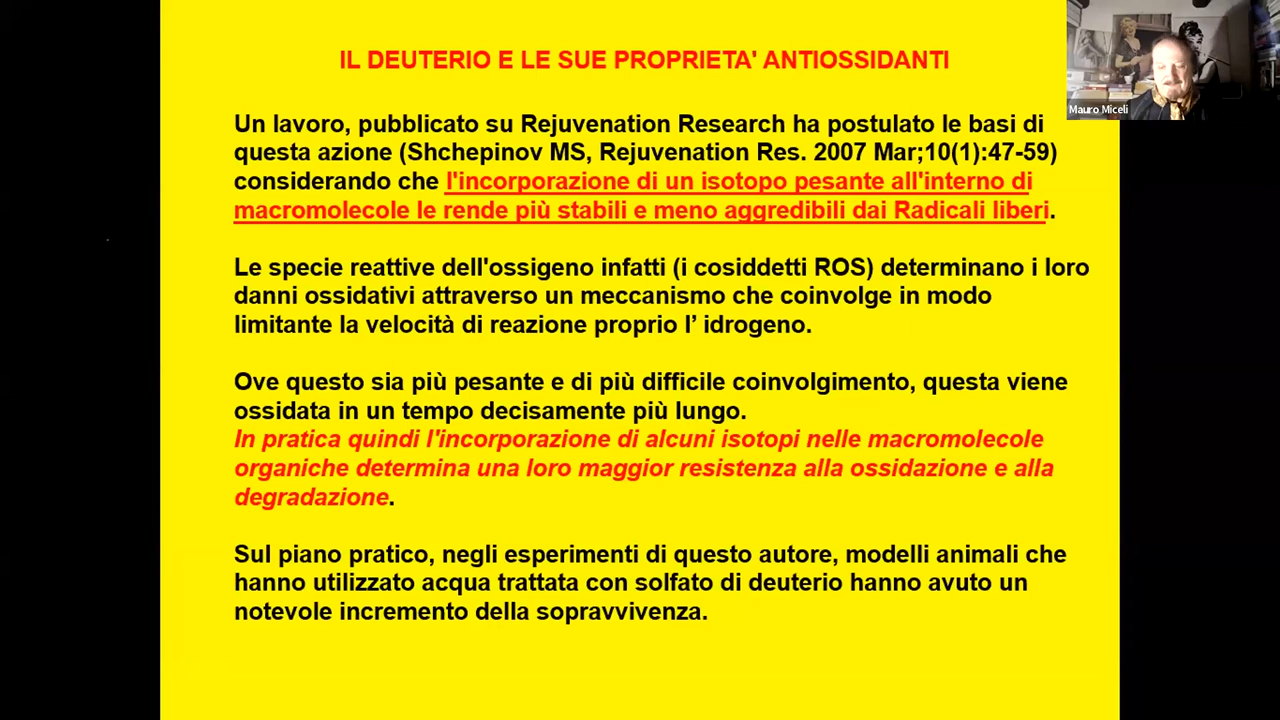 IL DEUTERIO E LE SUE PROPRIETA' ANTIOSSIDANTI
Mauro Miceli
Un lavoro, pubblicato su Rejuvenation Research ha postulato le basi di
questa azione (Shchepinov MS, Rejuvenation Res. 2007 Mar;10(1):47-59)
considerando che l'incorporazione di un isotopo pesante all'interno di
macromolecole le rende più stabili e meno aggredibili dai Radicali liberi.
Le specie reattive dell'ossigeno infatti (i cosiddetti ROS) determinano i loro
danni ossidativi attraverso un meccanismo che coinvolge in modo
limitante la velocità di reazione proprio l’ idrogeno.
Ove questo sia più pesante e di più difficile coinvolgimento, questa viene
ossidata in un tempo decisamente più lungo.
In pratica quindi l'incorporazione di alcuni isotopi nelle macromolecole
organiche determina una loro maggior resistenza alla ossidazione e alla
degradazione.
Sul piano pratico, negli esperimenti di questo autore, modelli animali che
hanno utilizzato acqua trattata con solfato di deuterio hanno avuto un
notevole incremento della sopravvivenza.